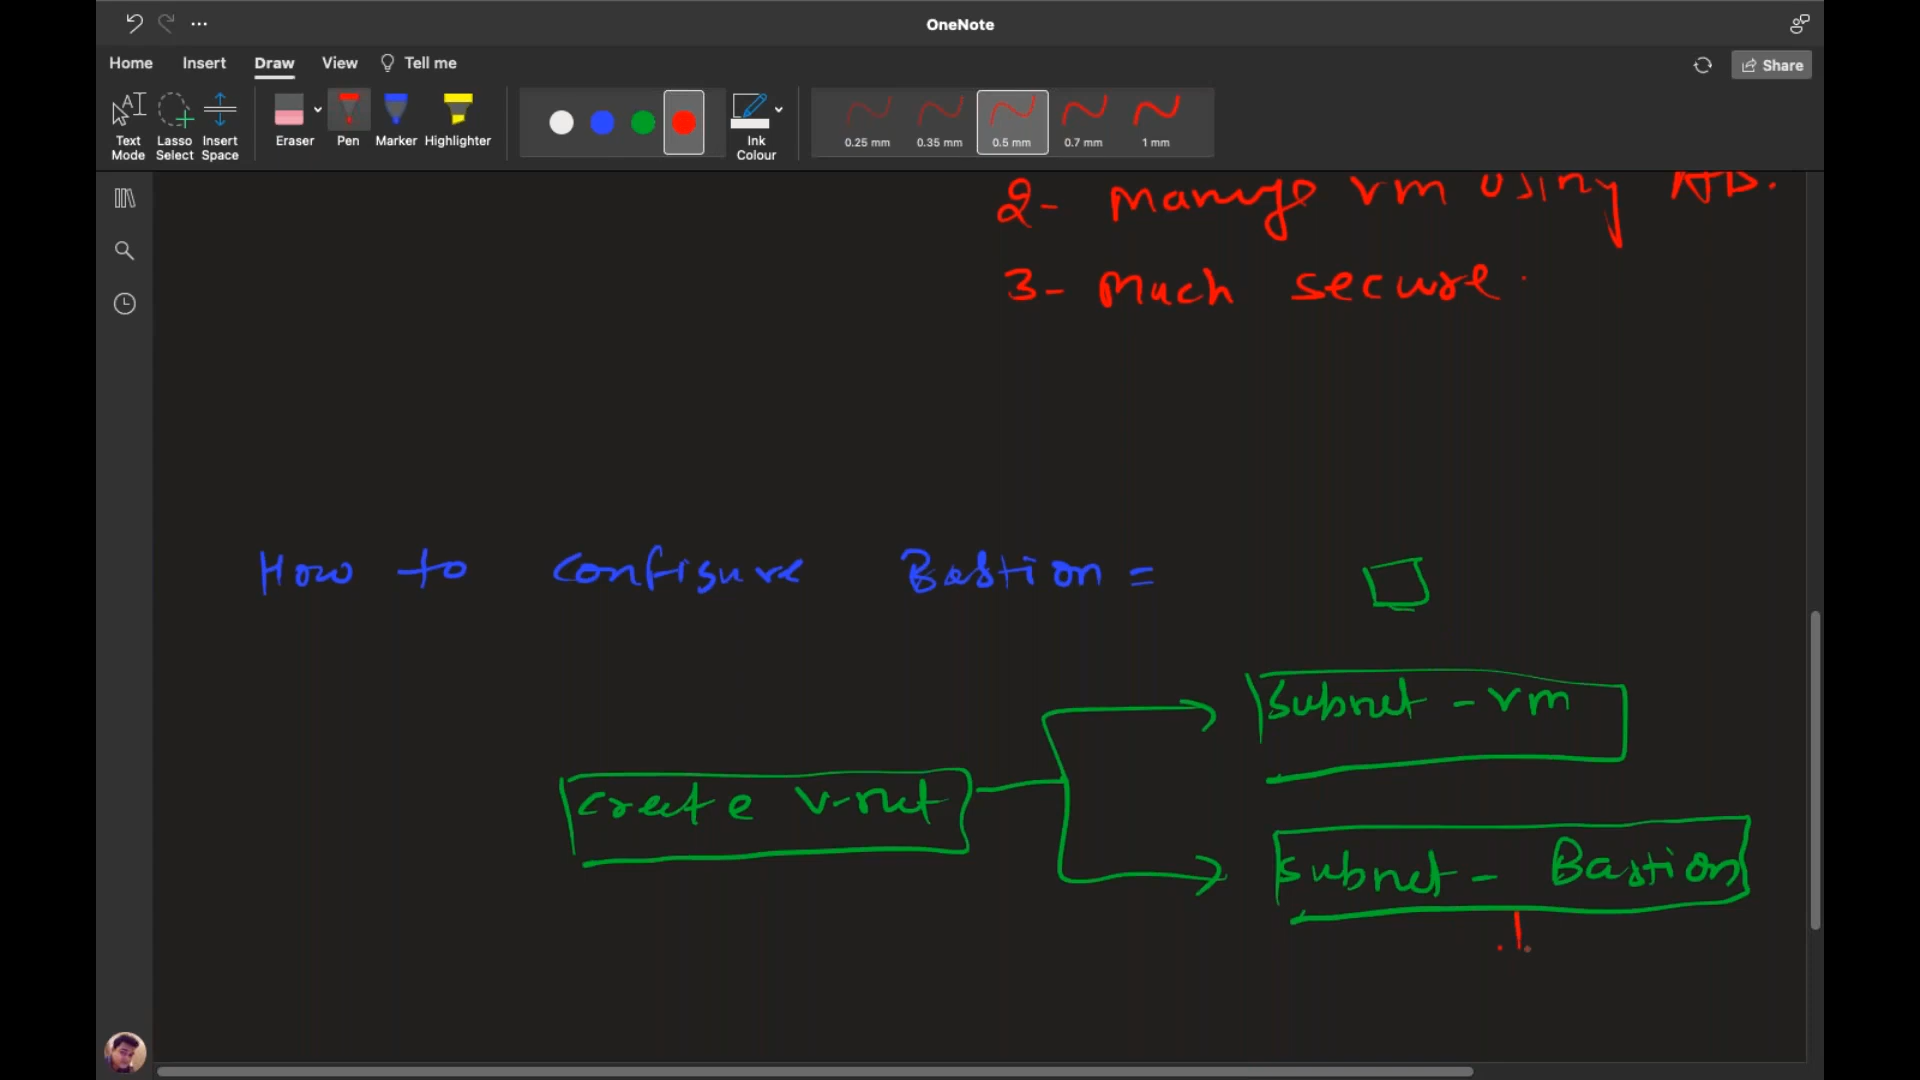 OneNote
Home Insert Draw View Tell me
Share
Text Mode
Lasso Select
Insert Space
Eraser
Pen
Marker
Highlighter
Ink Colour
0.25 mm
0.35 mm
0.5 mm
0.7 mm
1 mm
2- Manage vm using AB.
3- Much secure.
How to configure Bastion =
subnet - vm
create v-net
subnet - Bastion